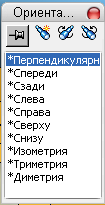 Ориента...
*Перпендикулярн
*Спереди
*Сзади
*Слева
*Справа
*Сверху
*Снизу
*Изометрия
*Триметрия
*Диметрия